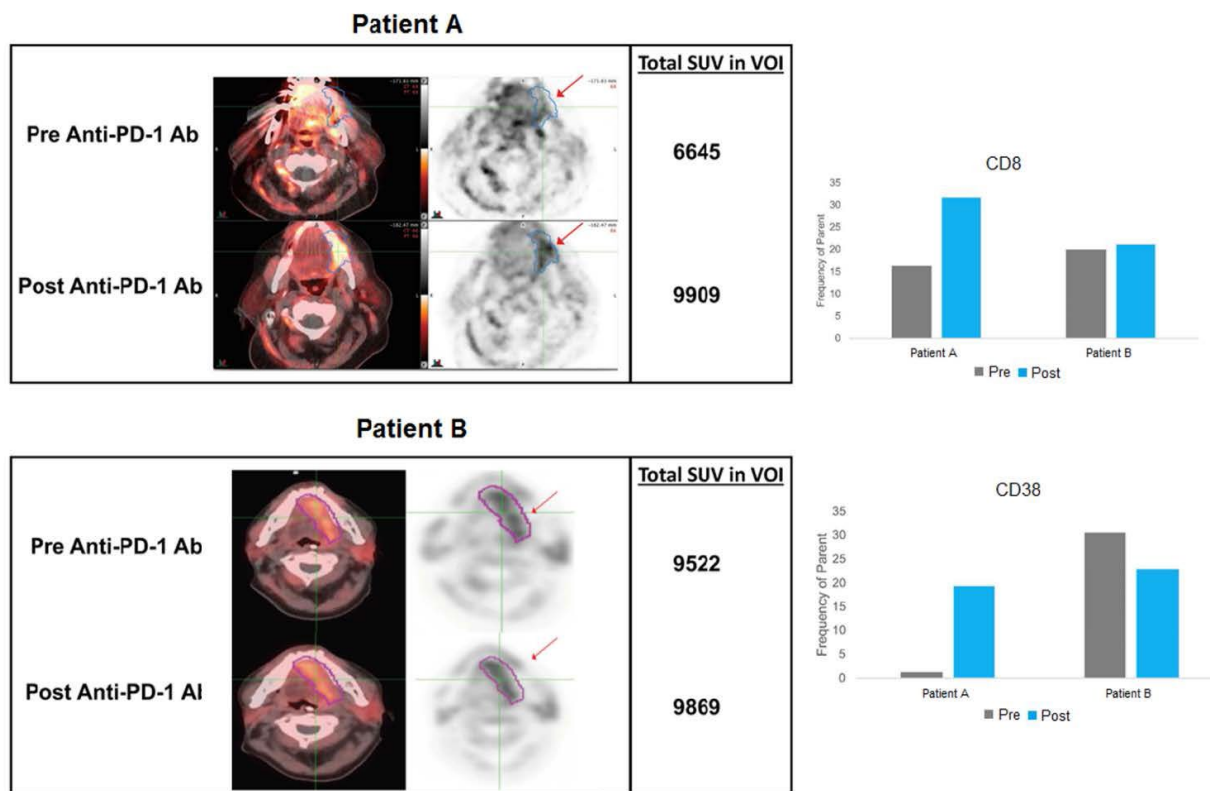 Patient A
Total SUV in VOI
Pre Anti-PD-1 Ab
6645
Post Anti-PD-1 Ab
9909
CD8
Frequency of Parent
35
30
25
20
15
10
5
0
Patient A
Patient B
Pre
Post
Patient B
Total SUV in VOI
Pre Anti-PD-1 Ab
9522
Post Anti-PD-1 Al
9869
CD38
Frequency of Parent
35
30
25
20
15
10
5
0
Patient A
Patient B
Pre
Post